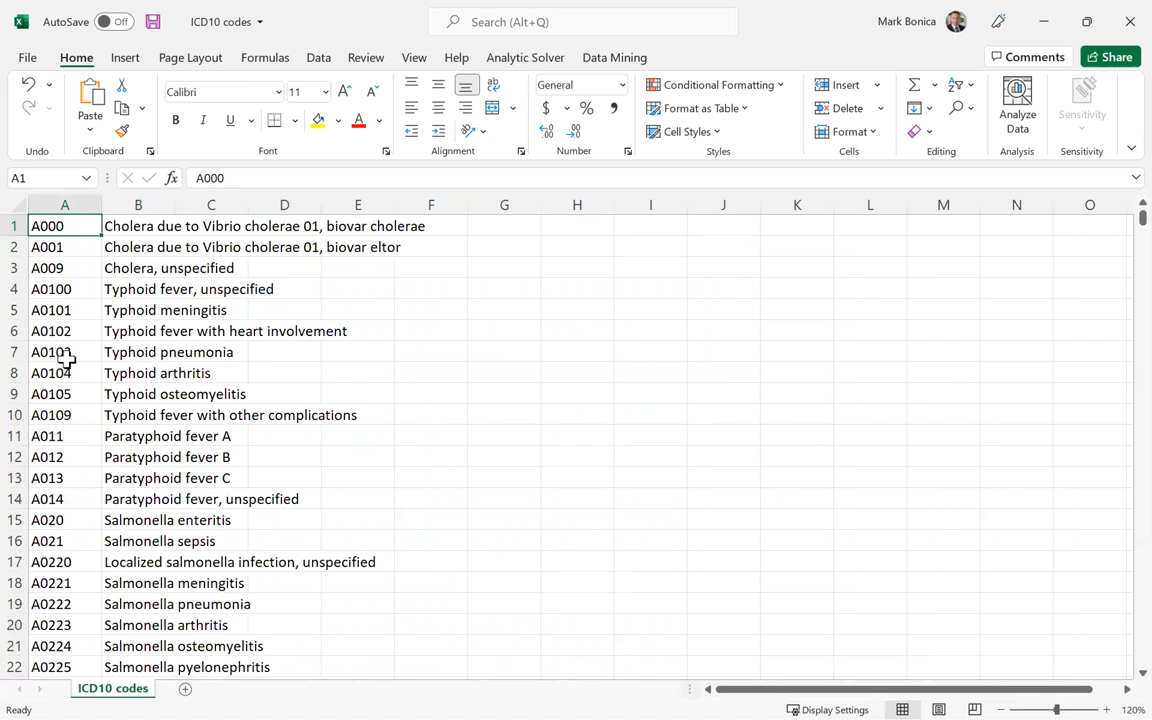 AutoSave Off ICD10 codes Search (Alt+Q) Mark Bonica
File Home Insert Page Layout Formulas Data Review View Help Analytic Solver Data Mining Comments Share
Paste
Calibri 11
B I U A
General
$ %
Conditional Formatting
Format as Table
Cell Styles
Insert
Delete
Format
Analyze
Data
Sensitivity
Undo Clipboard Font Alignment Number Styles Cells Editing Analysis Sensitivity
A1 fx A000
A B C D E F G H I J K L M N O
1 A000 Cholera due to Vibrio cholerae 01, biovar cholerae
2 A001 Cholera due to Vibrio cholerae 01, biovar eltor
3 A009 Cholera, unspecified
4 A0100 Typhoid fever, unspecified
5 A0101 Typhoid meningitis
6 A0102 Typhoid fever with heart involvement
7 A0103 Typhoid pneumonia
8 A0104 Typhoid arthritis
9 A0105 Typhoid osteomyelitis
10 A0109 Typhoid fever with other complications
11 A011 Paratyphoid fever A
12 A012 Paratyphoid fever B
13 A013 Paratyphoid fever C
14 A014 Paratyphoid fever, unspecified
15 A020 Salmonella enteritis
16 A021 Salmonella sepsis
17 A0220 Localized salmonella infection, unspecified
18 A0221 Salmonella meningitis
19 A0222 Salmonella pneumonia
20 A0223 Salmonella arthritis
21 A0224 Salmonella osteomyelitis
22 A0225 Salmonella pyelonephritis
ICD10 codes
Ready Display Settings 120%